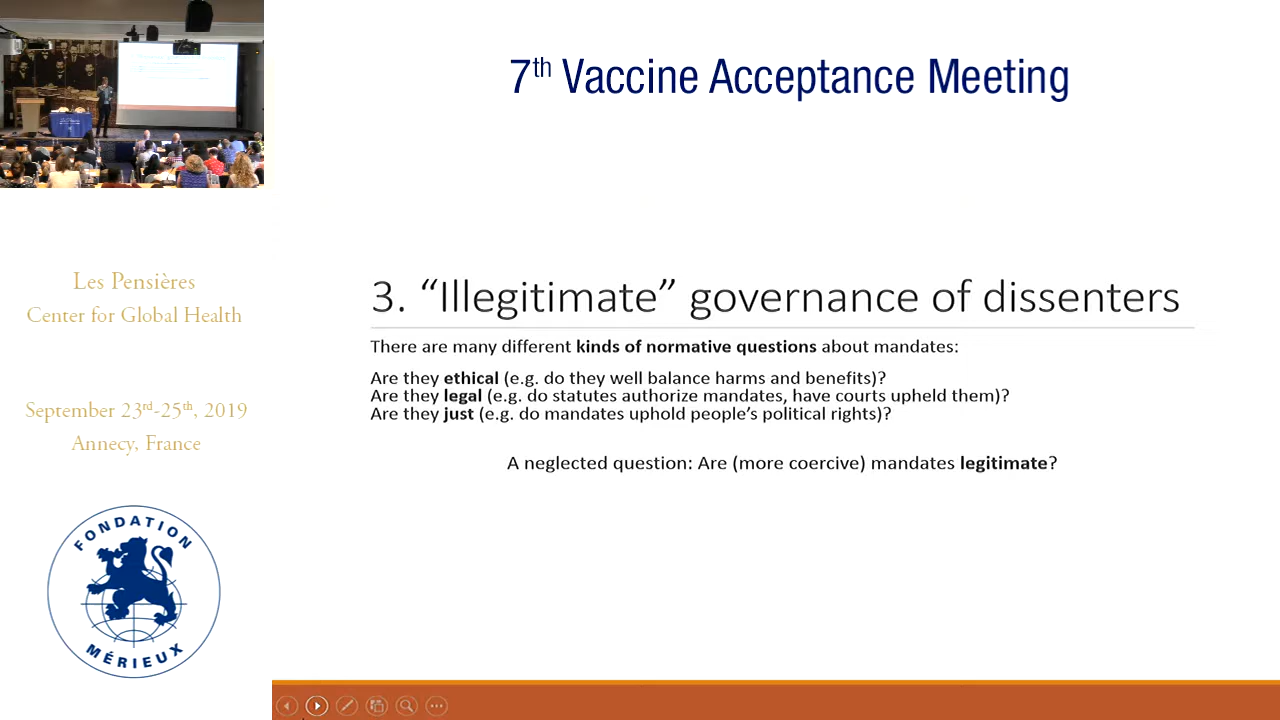 7th Vaccine Acceptance Meeting
Les Pensières
Center for Global Health
September 23rd-25th, 2019
Annecy, France
FONDATION
MÉRIEUX
3. “Illegitimate” governance of dissenters
There are many different kinds of normative questions about mandates:
Are they ethical (e.g. do they well balance harms and benefits)?
Are they legal (e.g. do statutes authorize mandates, have courts upheld them)?
Are they just (e.g. do mandates uphold people’s political rights)?
A neglected question: Are (more coercive) mandates legitimate?